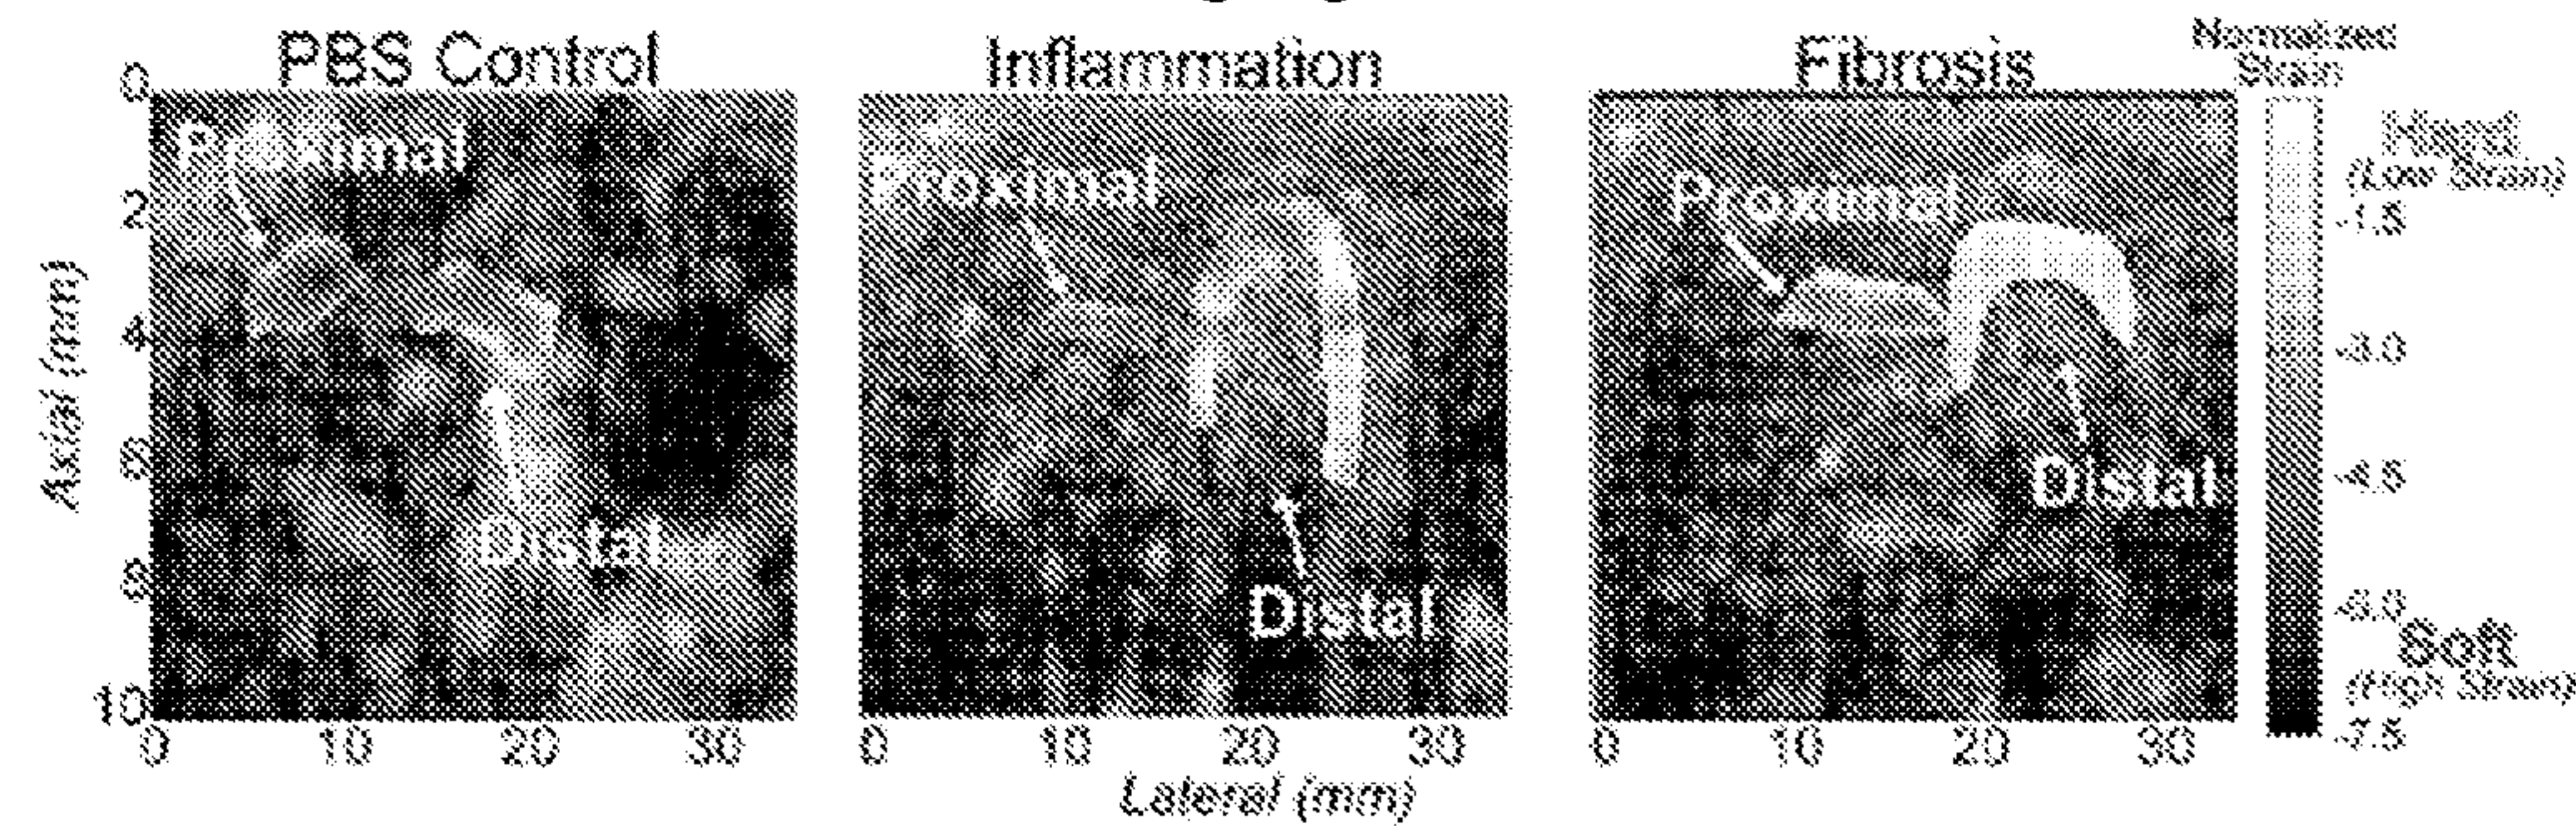 PBS Control
Inflammation
Fibrosis
Normalized
Strain
0
2
4
6
8
10
Axial (mm)
Proximal
Distal
Proximal
Distal
Proximal
Distal
Hard
(Low Strain)
-1.5
-3.0
-4.5
-6.0
Soft
(High Strain)
-7.5
0 10 20 30
0 10 20 30
0 10 20 30
Lateral (mm)